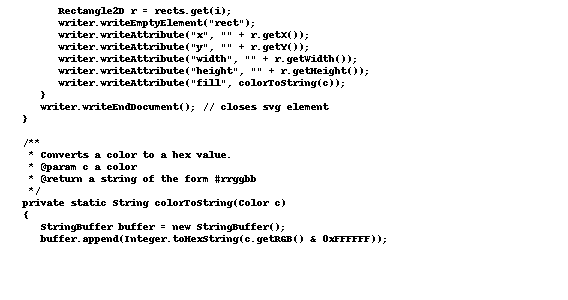 Rectangle2D r = rects.get(i);
writer.writeEmptyElement("rect");
writer.writeAttribute("x", "" + r.getX());
writer.writeAttribute("y", "" + r.getY());
writer.writeAttribute("width", "" + r.getWidth());
writer.writeAttribute("height", "" + r.getHeight());
writer.writeAttribute("fill", colorToString(c));
}
writer.writeEndDocument(); // closes svg element
}
/**
* Converts a color to a hex value.
* @param c a color
* @return a string of the form #rrggbb
*/
private static String colorToString(Color c)
{
StringBuffer buffer = new StringBuffer();
buffer.append(Integer.toHexString(c.getRGB() & 0xFFFFFF));